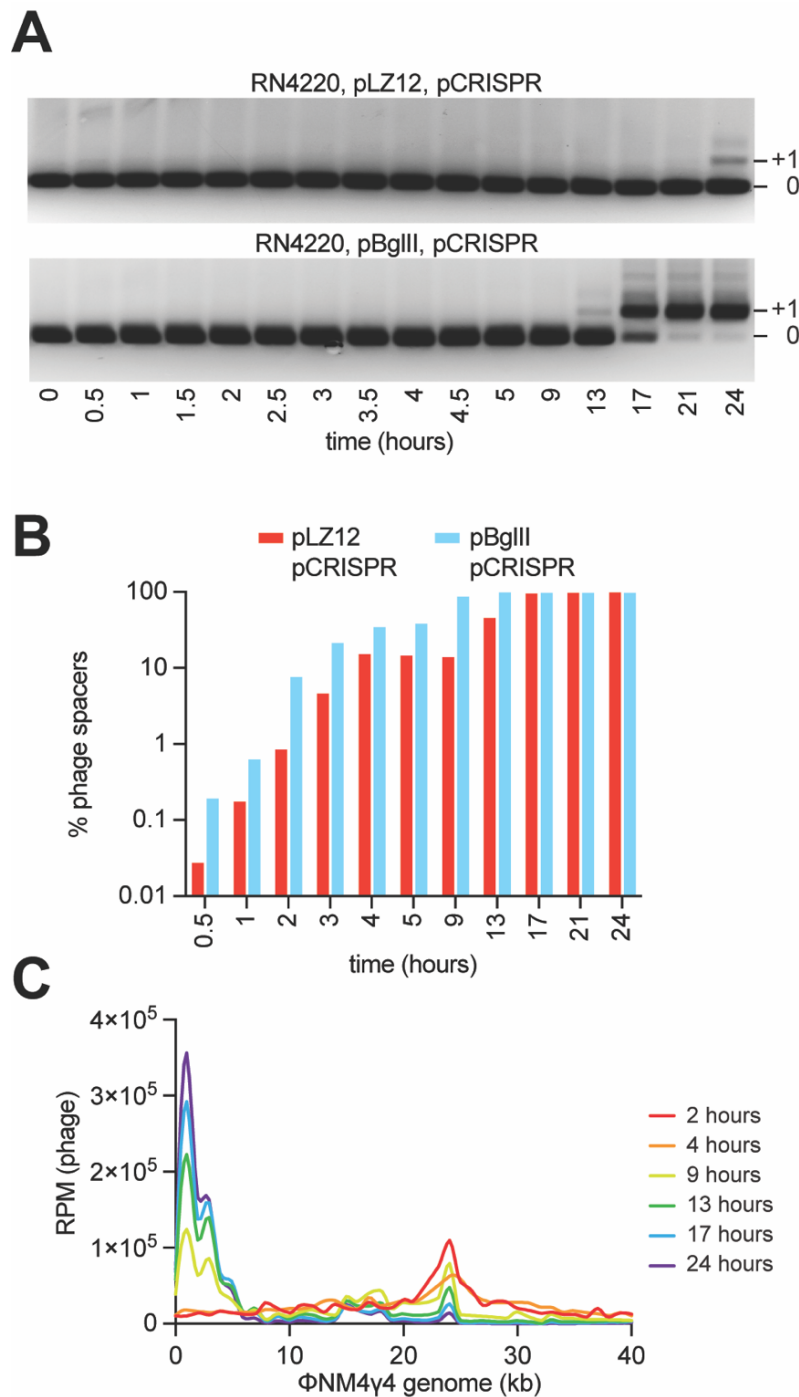 A
RN4220, pLZ12, pCRISPR
+1
0
RN4220, pBglII, pCRISPR
+1
0
0 0.5 1 1.5 2 2.5 3 3.5 4 4.5 5 9 13 17 21 24
time (hours)
B
pLZ12 pBglII
pCRISPR pCRISPR
100
10
1
0.1
0.01
% phage spacers
0.5 1 2 3 4 5 9 13 17 21 24
time (hours)
C
4×10⁵
3×10⁵
2×10⁵
1×10⁵
0
RPM (phage)
2 hours
4 hours
9 hours
13 hours
17 hours
24 hours
0 10 20 30 40
ΦNM4γ4 genome (kb)